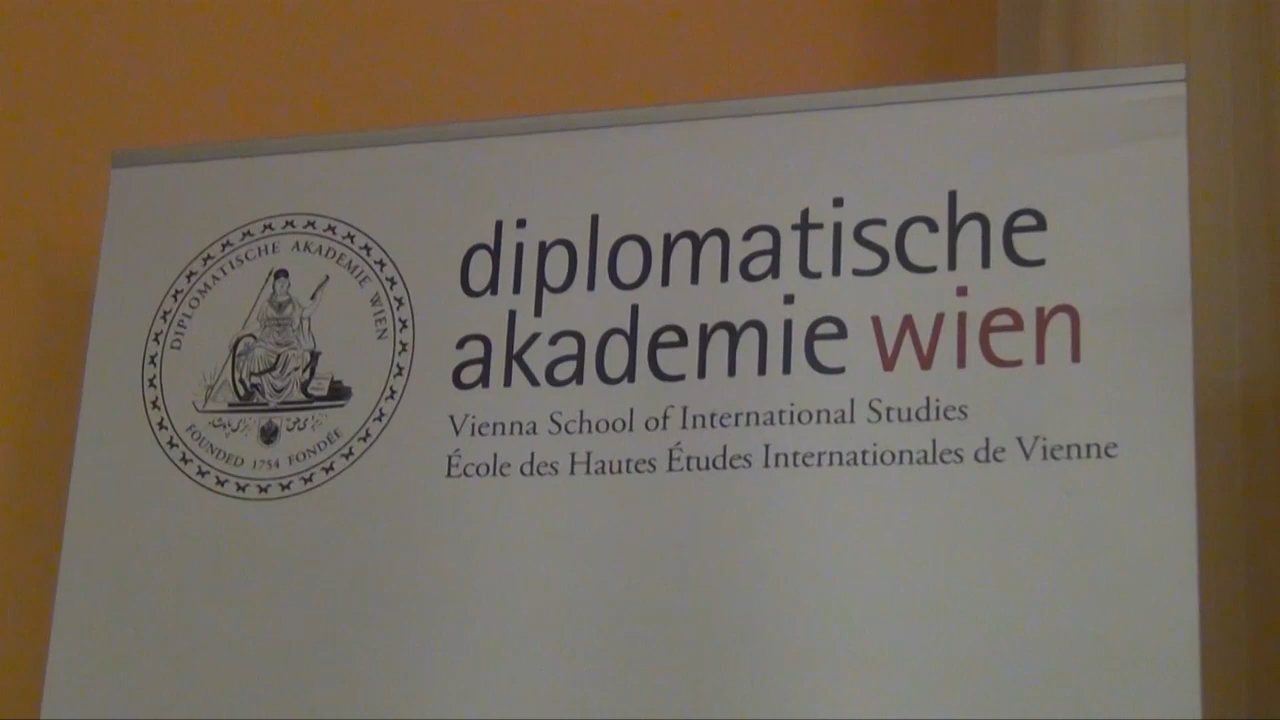 DIPLOMATISCHE AKADEMIE WIEN
FOUNDED 1754 FONDÉE
diplomatische
akademie wien
Vienna School of International Studies
École des Hautes Études Internationales de Vienne